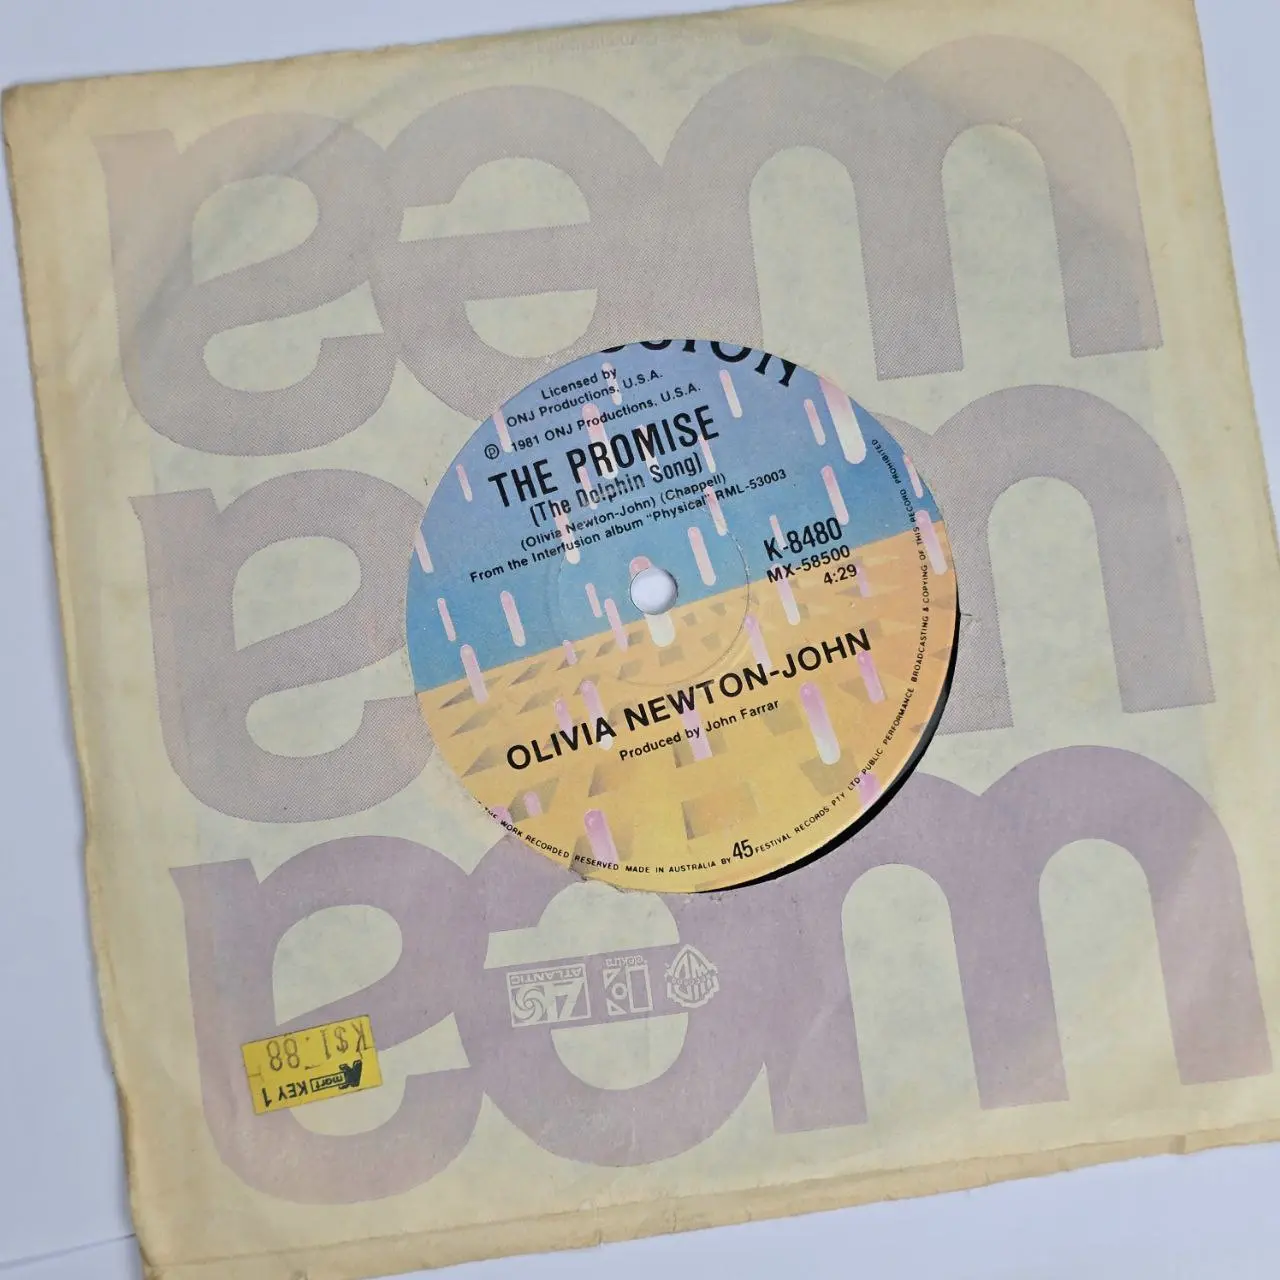 Licensed by
ONJ Productions, U.S.A.
℗ 1981 ONJ Productions, U.S.A.
THE PROMISE
(The Dolphin Song)
(Olivia Newton-John) (Chappell)
From the Interfusion album "Physical" RML-53003
K-8480
MX-58500
4:29
OLIVIA NEWTON-JOHN
Produced by John Farrar
WORK RECORDED RESERVED MADE IN AUSTRALIA BY 45 FESTIVAL RECORDS PTY LTD PUBLIC PERFORMANCE BROADCASTING & COPYING OF THIS RECORD PROHIBITED
ATLANTIC
elektra
K$1.88
Kmart KEY 1